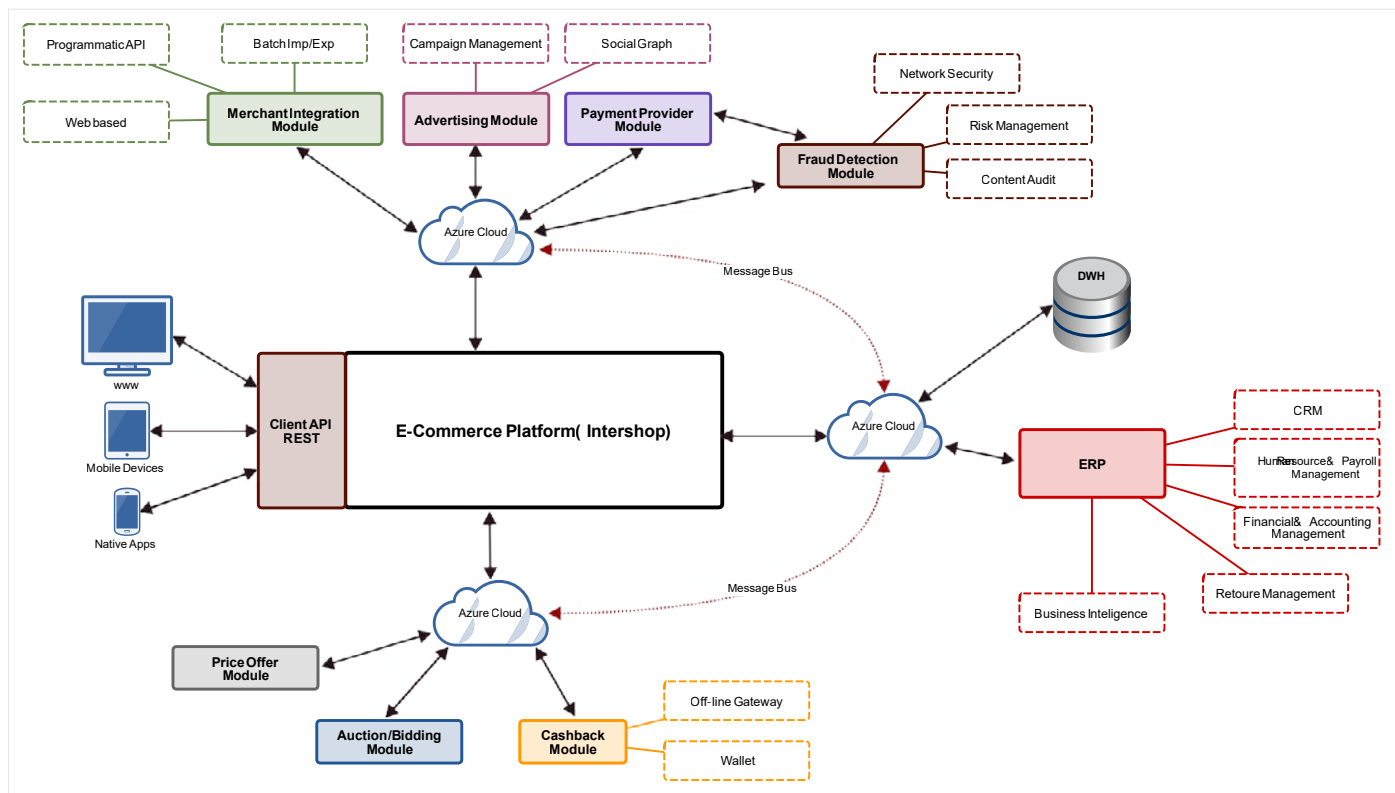 Programmatic API
Batch Imp/Exp
Campaign Management
Social Graph
Network Security
Web based
Merchant Integration
Module
Advertising Module
Payment Provider
Module
Risk Management
Fraud Detection
Module
Content Audit
Azure Cloud
Message Bus
DWH
www
Client API
REST
E-Commerce Platform( Intershop)
Azure Cloud
Mobile Devices
Native Apps
ERP
CRM
Human Resource& Payroll
Management
Financial& Accounting
Management
Retoure Management
Business Inteligence
Message Bus
Azure Cloud
Price Offer
Module
Auction/Bidding
Module
Cashback
Module
Off-line Gateway
Wallet